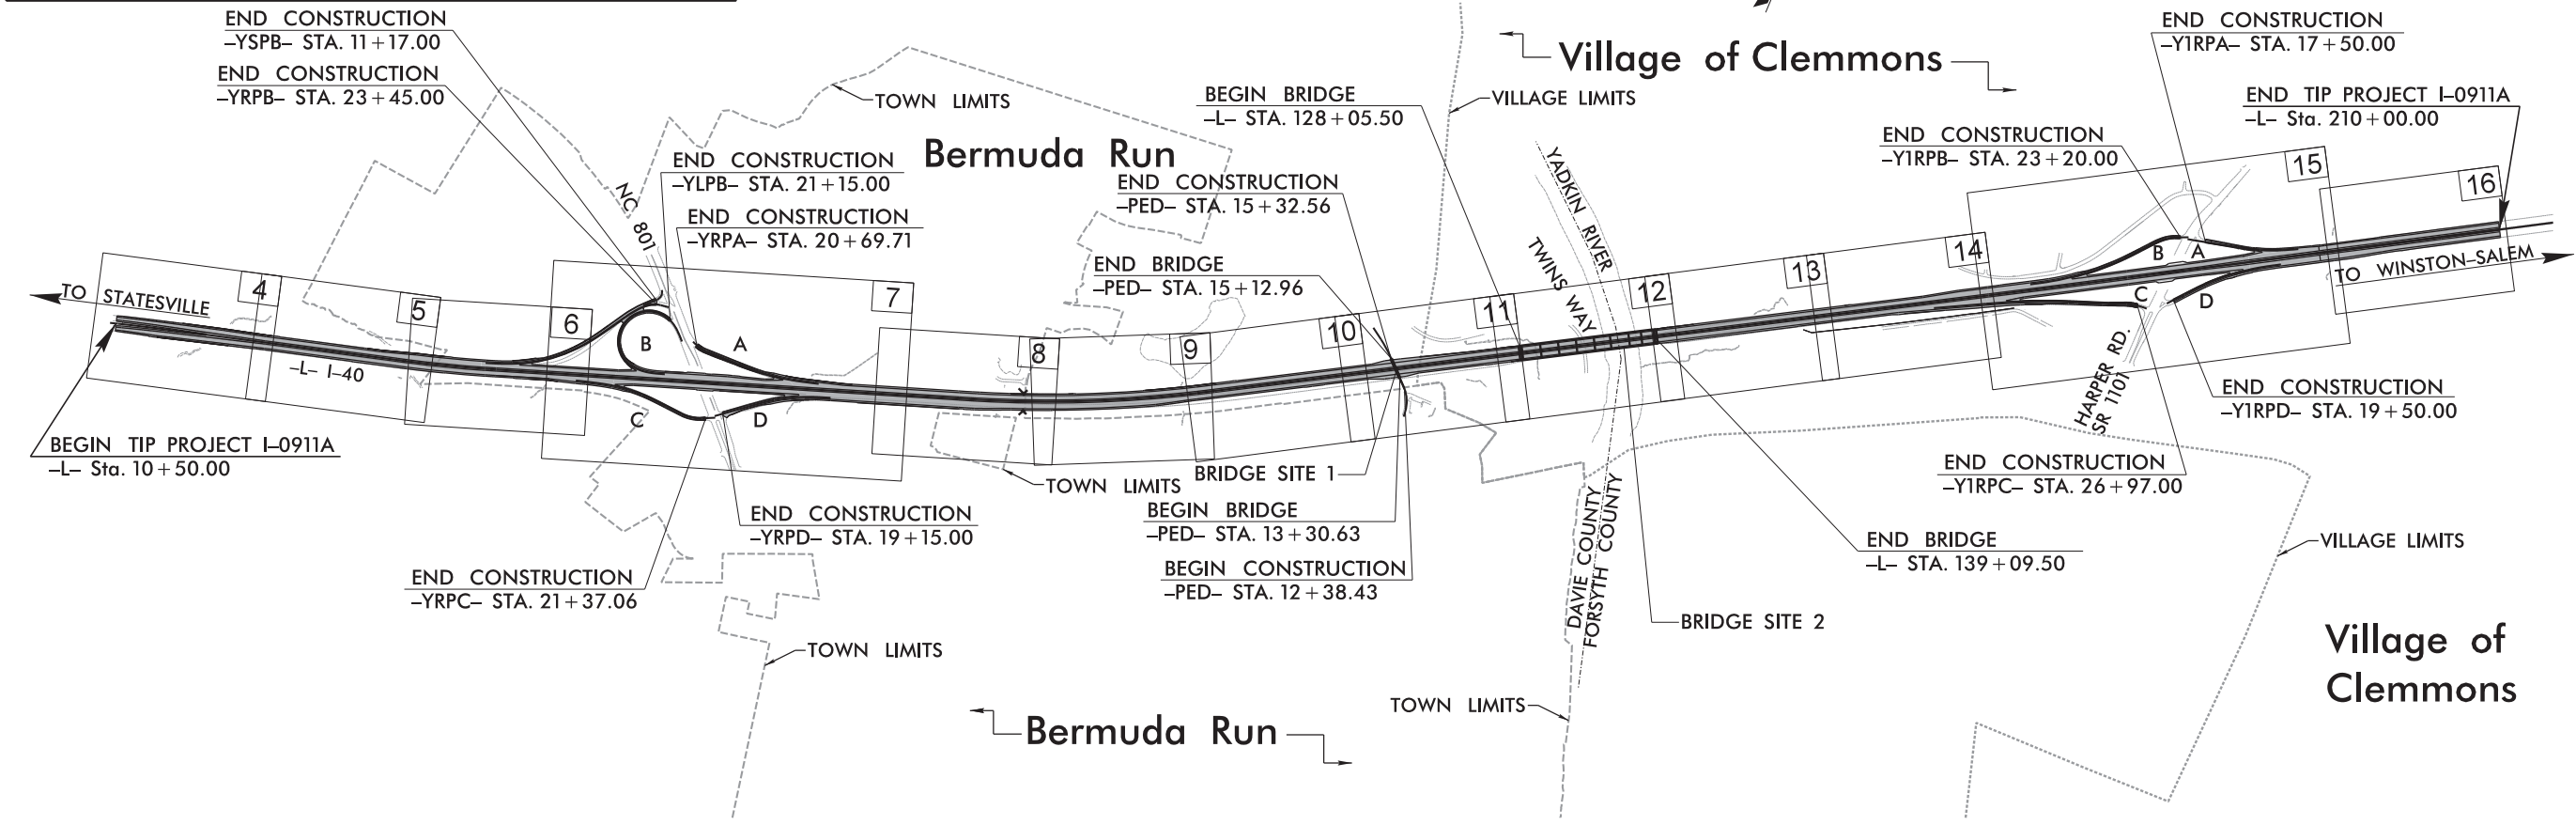 END CONSTRUCTION
–YSPB– STA. 11+17.00
END CONSTRUCTION
–YRPB– STA. 23+45.00
TOWN LIMITS
Bermuda Run
END CONSTRUCTION
–YLPB– STA. 21+15.00
END CONSTRUCTION
–YRPA– STA. 20+69.71
NC 801
BEGIN BRIDGE
–L– STA. 128+05.50
END CONSTRUCTION
–PED– STA. 15+32.56
END BRIDGE
–PED– STA. 15+12.96
Village of Clemmons
VILLAGE LIMITS
YADKIN RIVER
TWINS WAY
END CONSTRUCTION
–Y1RPA– STA. 17+50.00
END TIP PROJECT I–0911A
–L– Sta. 210+00.00
END CONSTRUCTION
–Y1RPB– STA. 23+20.00
TO STATESVILLE
4
5
6
7
8
9
10
11
12
13
14
15
16
–L– I–40
B
A
C
D
B
A
C
D
TO WINSTON–SALEM
HARPER RD.
SR 1101
BEGIN TIP PROJECT I–0911A
–L– Sta. 10+50.00
END CONSTRUCTION
–YRPC– STA. 21+37.06
END CONSTRUCTION
–YRPD– STA. 19+15.00
TOWN LIMITS
TOWN LIMITS
BRIDGE SITE 1
BEGIN BRIDGE
–PED– STA. 13+30.63
BEGIN CONSTRUCTION
–PED– STA. 12+38.43
DAVIE COUNTY
FORSYTH COUNTY
BRIDGE SITE 2
END BRIDGE
–L– STA. 139+09.50
END CONSTRUCTION
–Y1RPC– STA. 26+97.00
END CONSTRUCTION
–Y1RPD– STA. 19+50.00
VILLAGE LIMITS
Village of
Clemmons
TOWN LIMITS
Bermuda Run